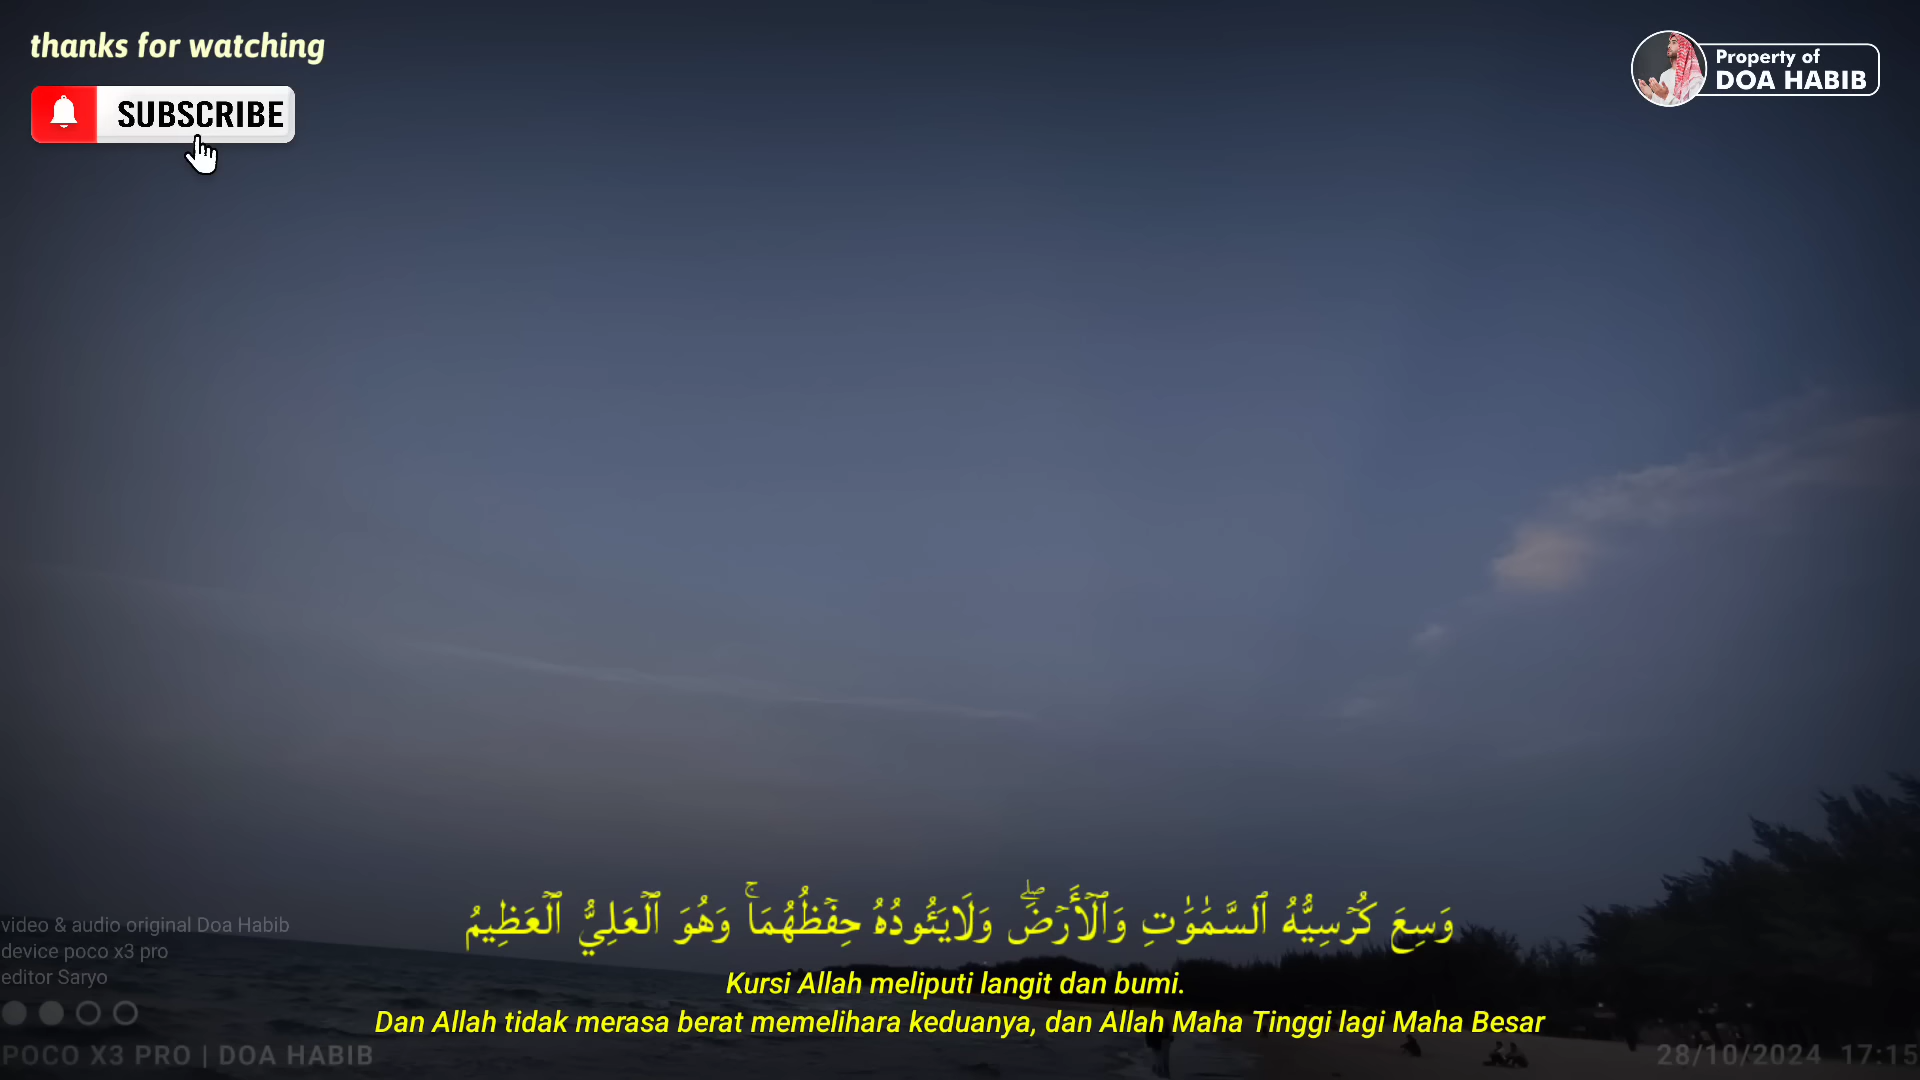 thanks for watching
SUBSCRIBE
Property of
DOA HABIB
وَسِعَ كُرْسِيُّهُ ٱلسَّمَٰوَٰتِ وَٱلْأَرْضَۖ وَلَايَـُٔودُهُ حِفْظُهُمَاۚ وَهُوَ ٱلْعَلِيُّ ٱلْعَظِيمُ
Kursi Allah meliputi langit dan bumi.
Dan Allah tidak merasa berat memelihara keduanya, dan Allah Maha Tinggi lagi Maha Besar
video & audio original Doa Habib
device poco x3 pro
editor Saryo
POCO X3 PRO | DOA HABIB
28/10/2024 17:15